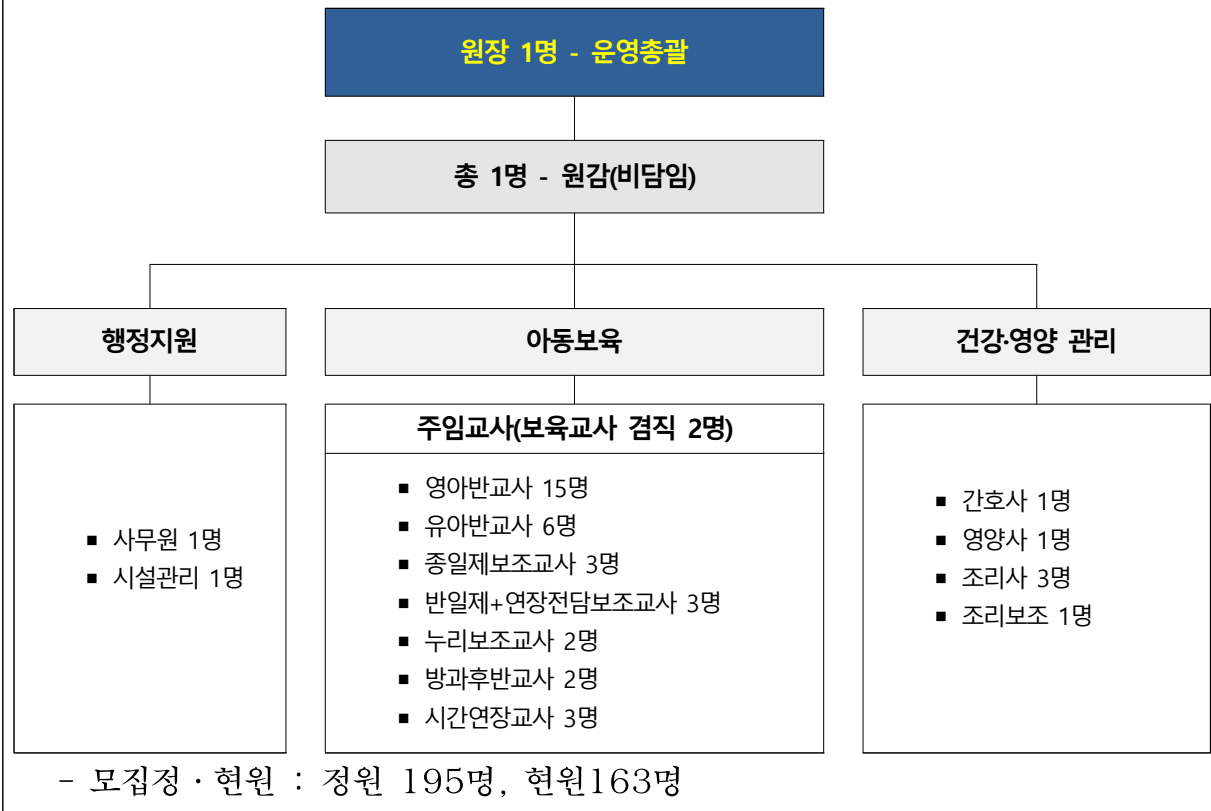 원장 1명 - 운영총괄
총 1명 - 원감(비담임)
행정지원
아동보육
건강·영양 관리
▪ 사무원 1명
▪ 시설관리 1명
주임교사(보육교사 겸직 2명)
▪ 영아반교사 15명
▪ 유아반교사 6명
▪ 종일제보조교사 3명
▪ 반일제+연장전담보조교사 3명
▪ 누리보조교사 2명
▪ 방과후반교사 2명
▪ 시간연장교사 3명
▪ 간호사 1명
▪ 영양사 1명
▪ 조리사 3명
▪ 조리보조 1명
- 모집정·현원 : 정원 195명, 현원163명